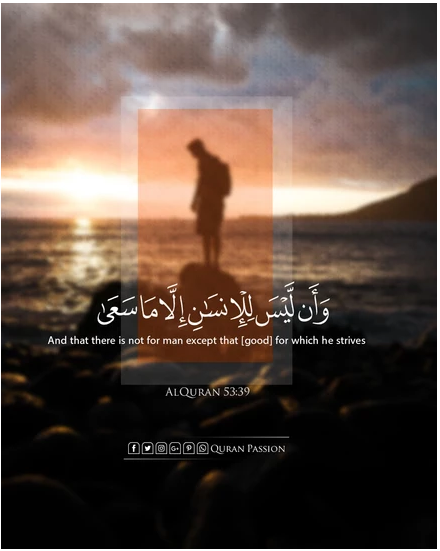 وَأَن لَّيْسَ لِلْإِنسَٰنِ إِلَّا مَا سَعَىٰ
And that there is not for man except that [good] for which he strives
ALQURAN 53:39
QURAN PASSION